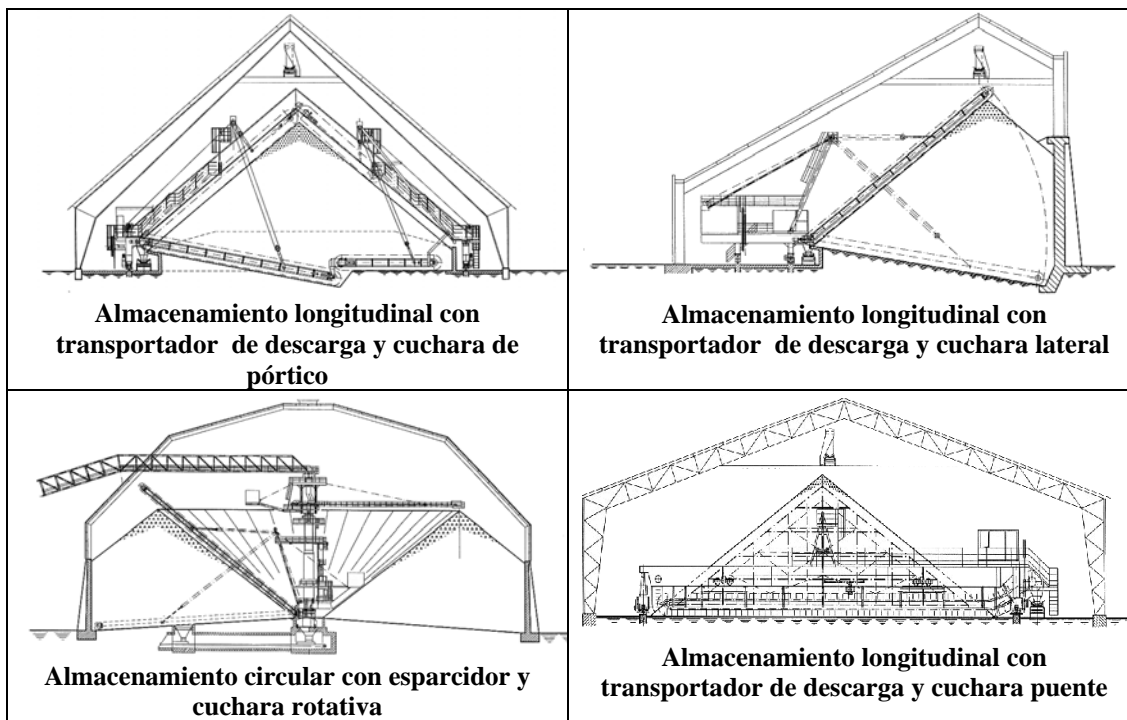 Almacenamiento longitudinal con
transportador de descarga y cuchara de
pórtico
Almacenamiento longitudinal con
transportador de descarga y cuchara lateral
Almacenamiento circular con esparcidor y
cuchara rotativa
Almacenamiento longitudinal con
transportador de descarga y cuchara puente